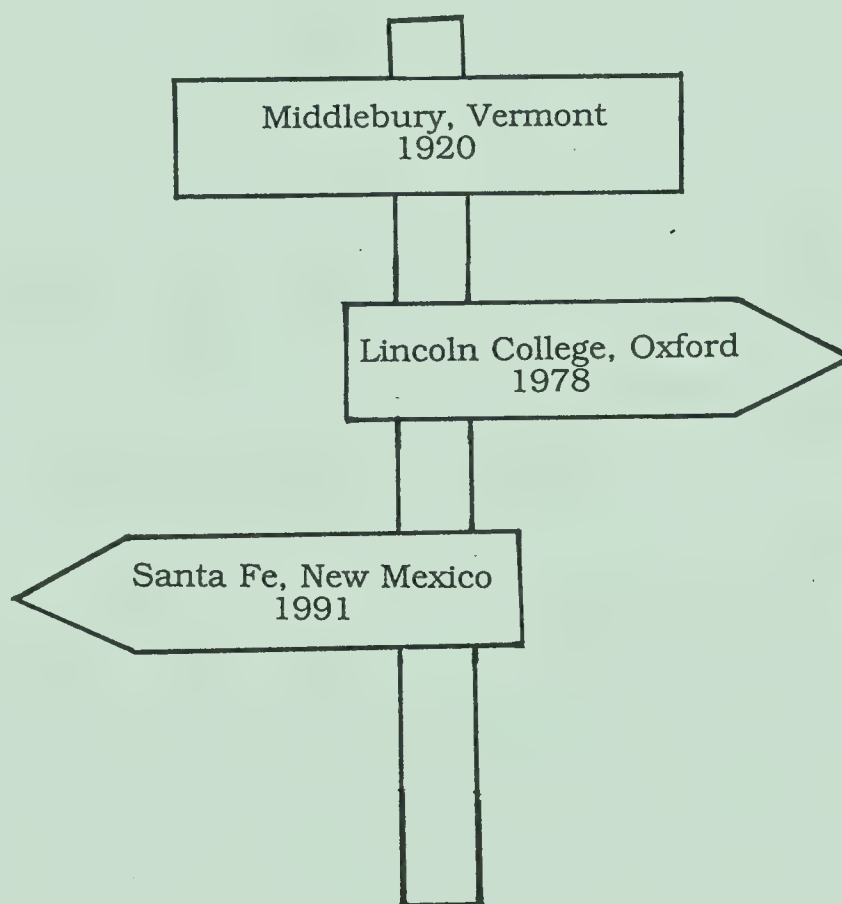 Middlebury, Vermont
1920
Lincoln College, Oxford
1978
Santa Fe, New Mexico
1991